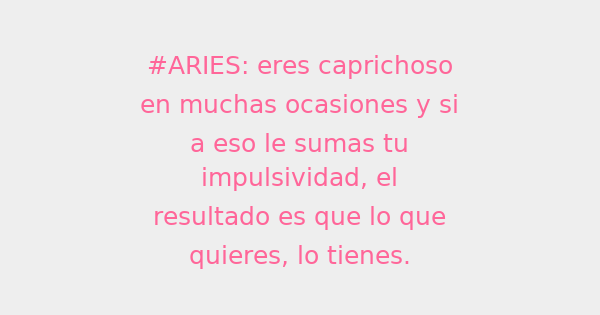 #ARIES: eres caprichoso
en muchas ocasiones y si
a eso le sumas tu
impulsividad, el
resultado es que lo que
quieres, lo tienes.